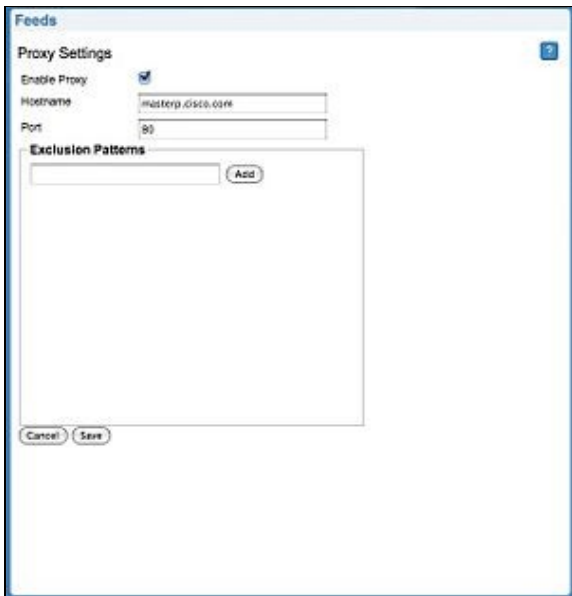 Feeds
Proxy Settings
?
Enable Proxy
Hostname
masterp.cisco.com
Port
80
Exclusion Patterns
Add
Cancel
Save